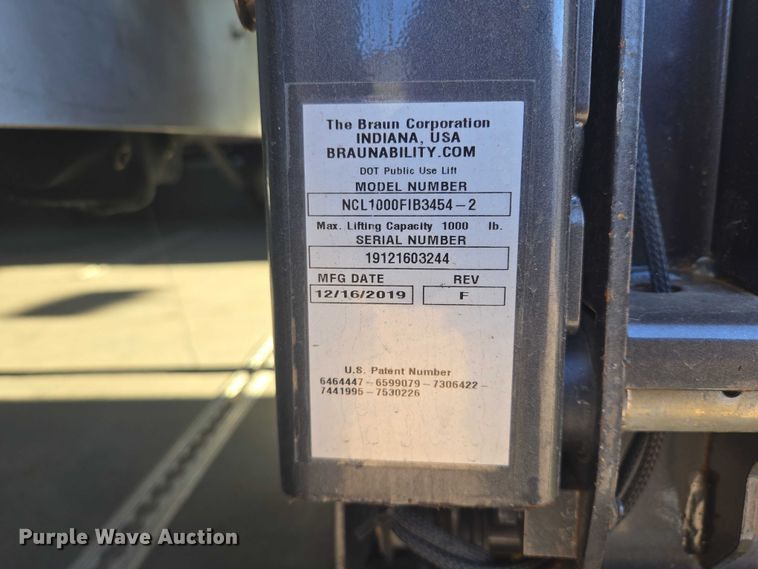 The Braun Corporation
INDIANA, USA
BRAUNABILITY.COM
DOT Public Use Lift
MODEL NUMBER
NCL1000FIB3454-2
Max. Lifting Capacity 1000 lb.
SERIAL NUMBER
19121603244
MFG DATE REV
12/16/2019 F
U.S. Patent Number
6464447-6599079-7306422-
7441995-7530226
Purple Wave Auction